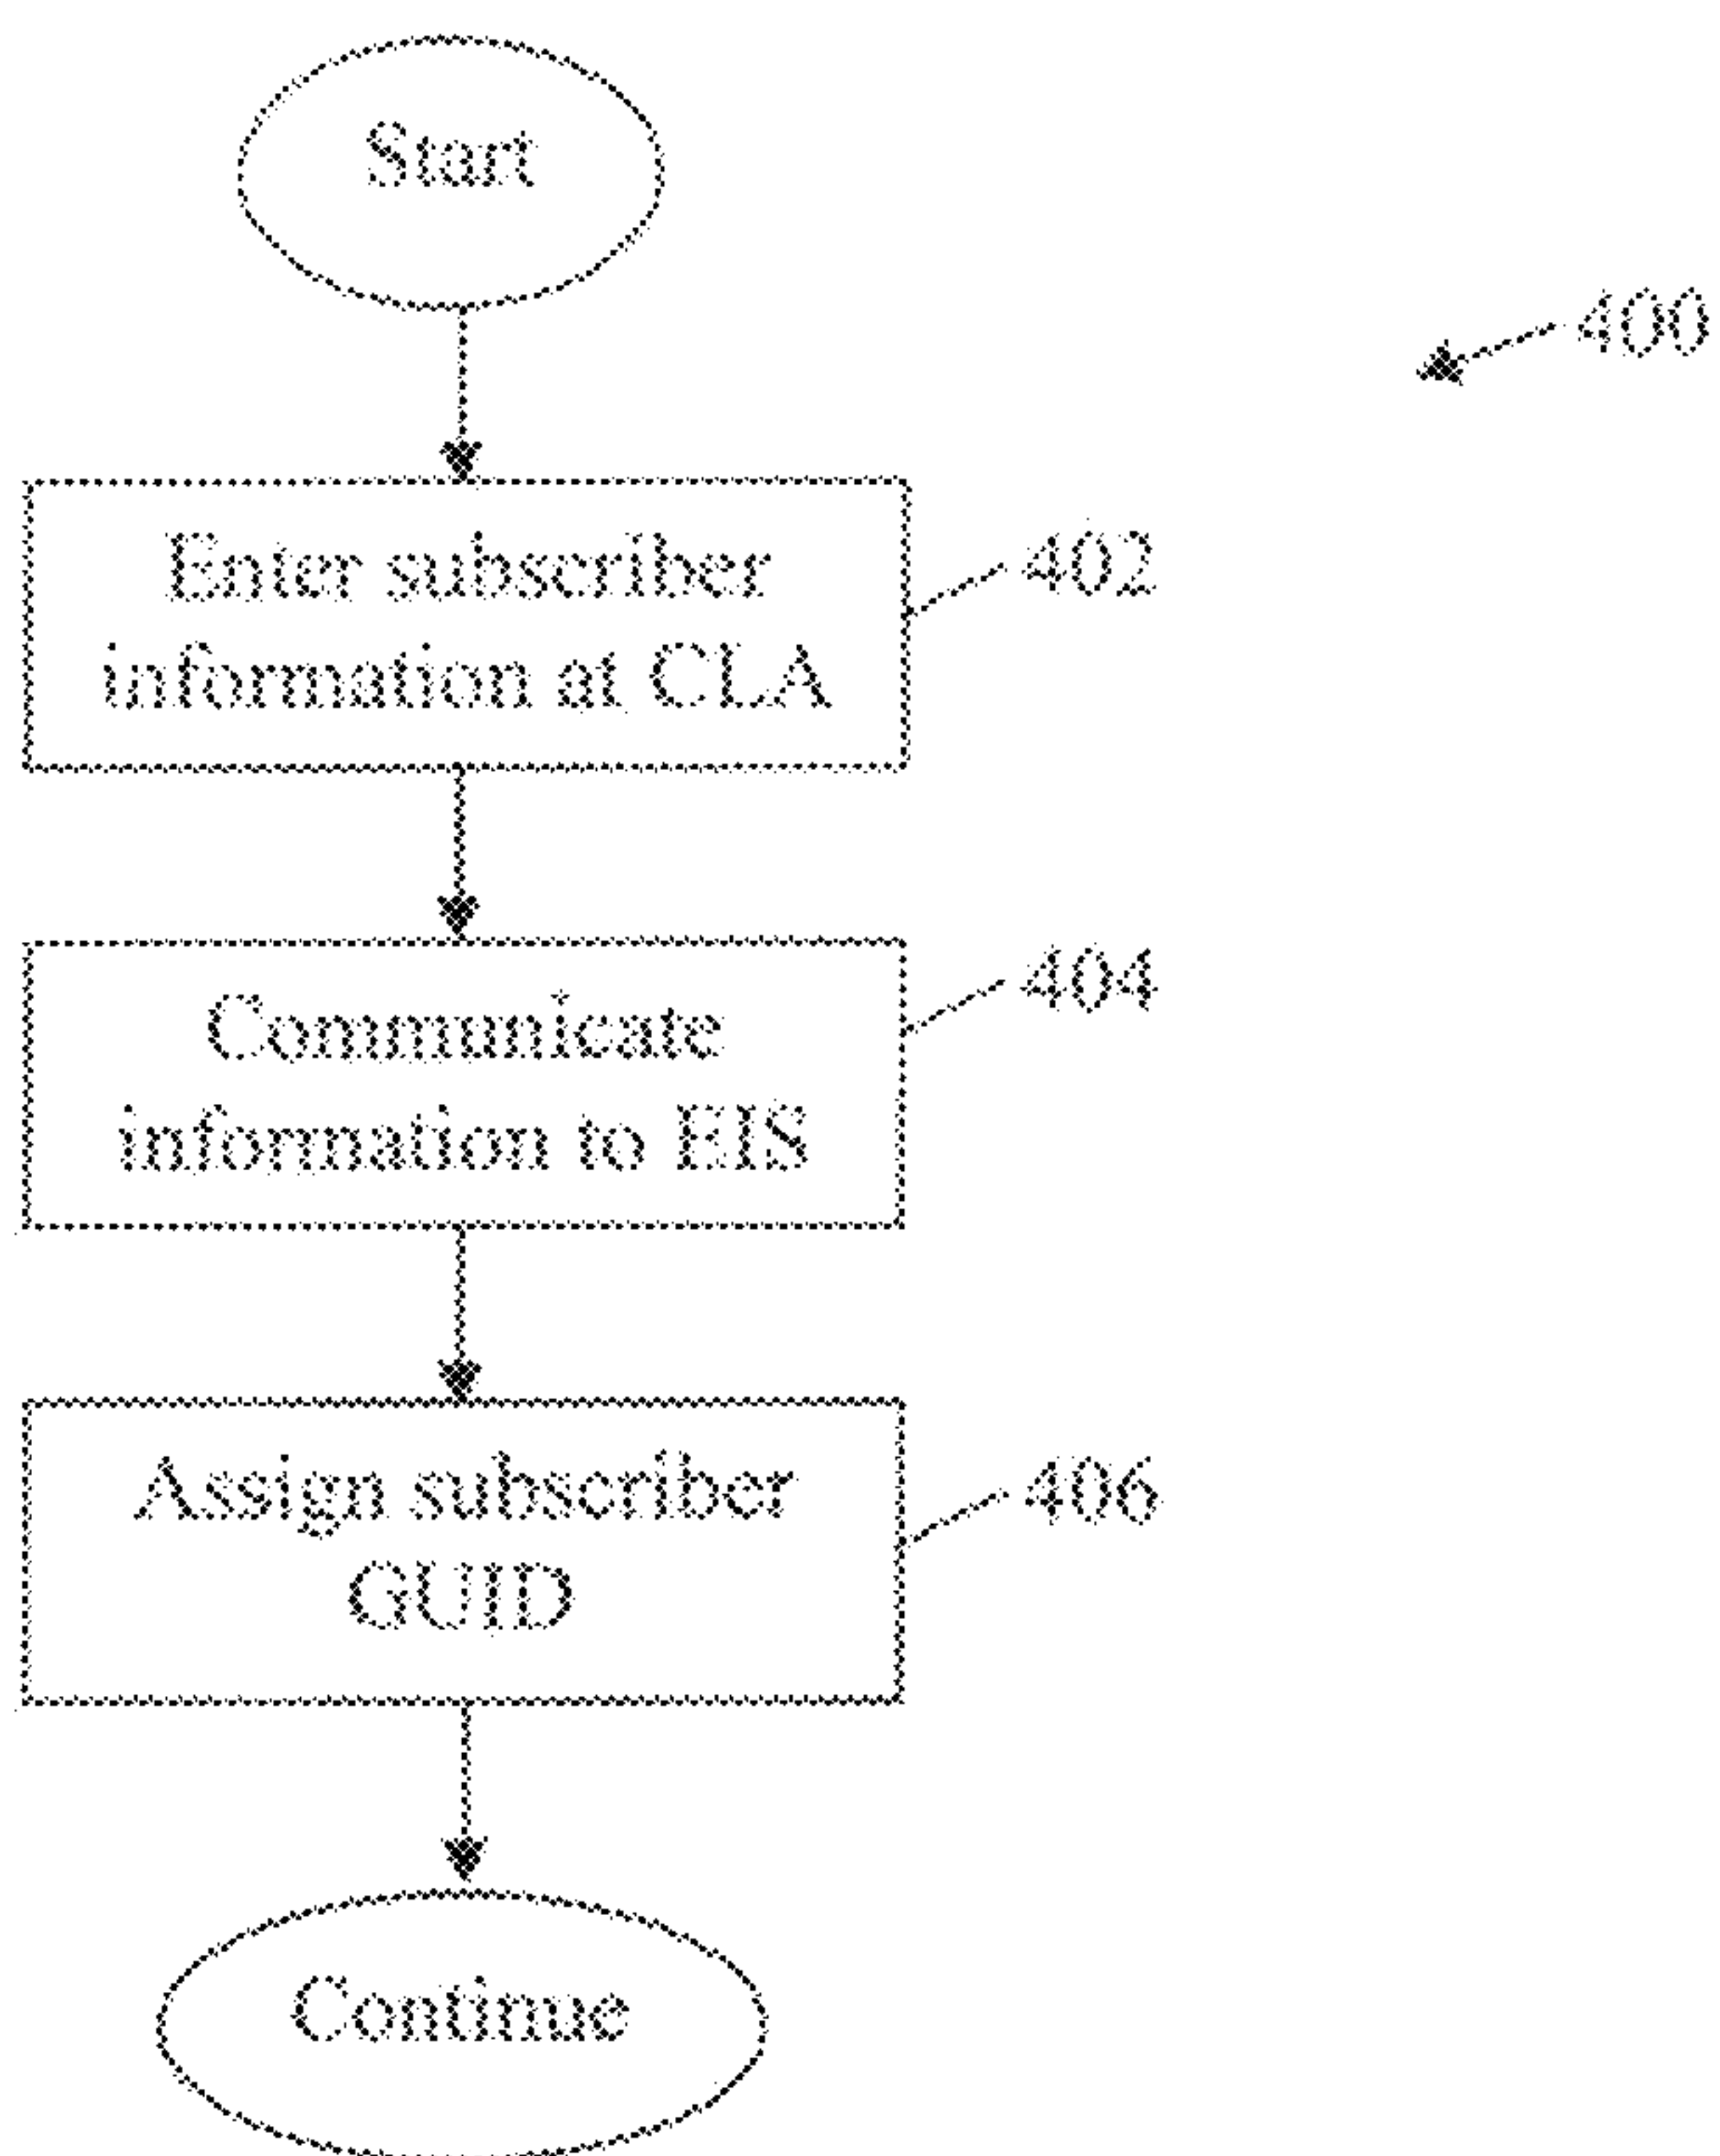 Start
400
Enter subscriber
information at CLA
402
Communicate
information to EIS
404
Assign subscriber
GUID
406
Continue